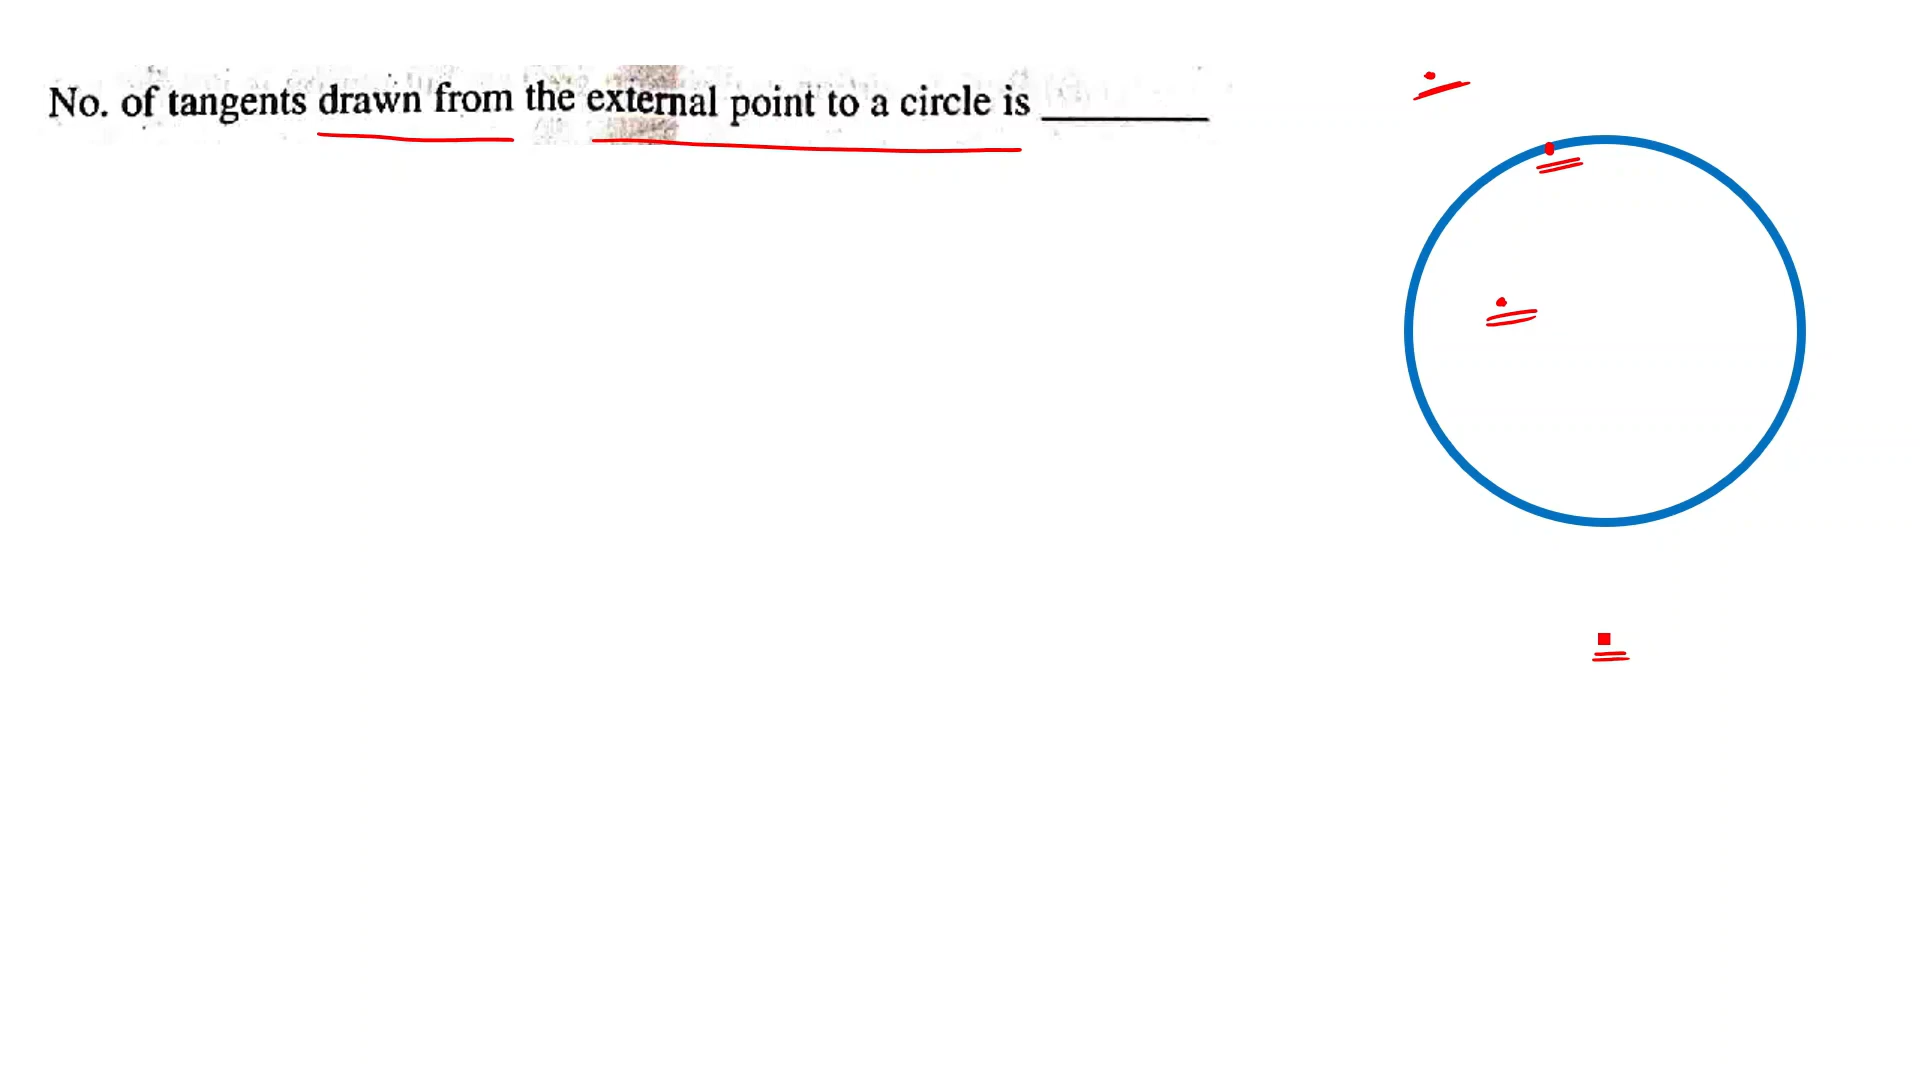 No. of tangents drawn from the external point to a circle is ________